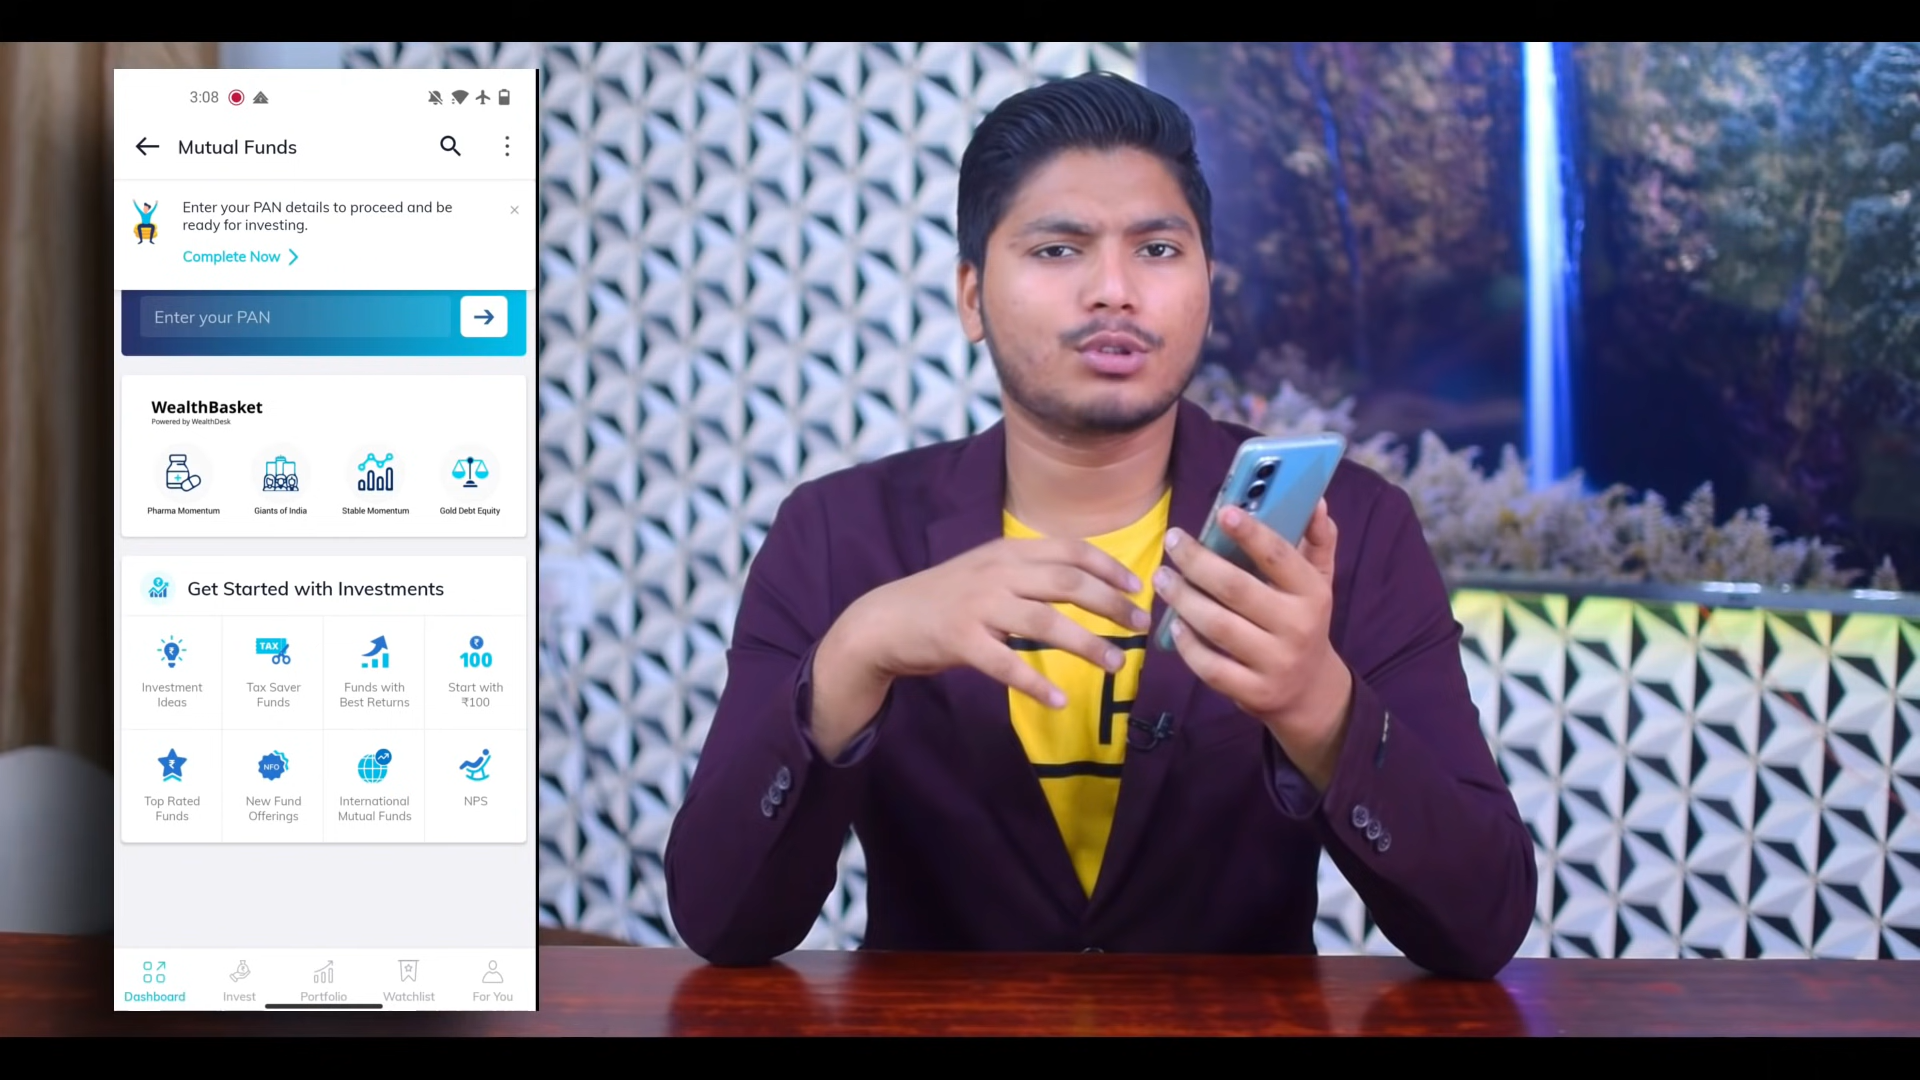 3:08
Mutual Funds
Enter your PAN details to proceed and be
ready for investing.
Complete Now
Enter your PAN
WealthBasket
Powered by WealthDesk
Pharma Momentum
Giants of India
Stable Momentum
Gold Debt Equity
Get Started with Investments
TAX
₹
100
Investment
Ideas
Tax Saver
Funds
Funds with
Best Returns
Start with
₹100
₹
NFO
Top Rated
Funds
New Fund
Offerings
International
Mutual Funds
NPS
Dashboard
Invest
Portfolio
Watchlist
For You
H